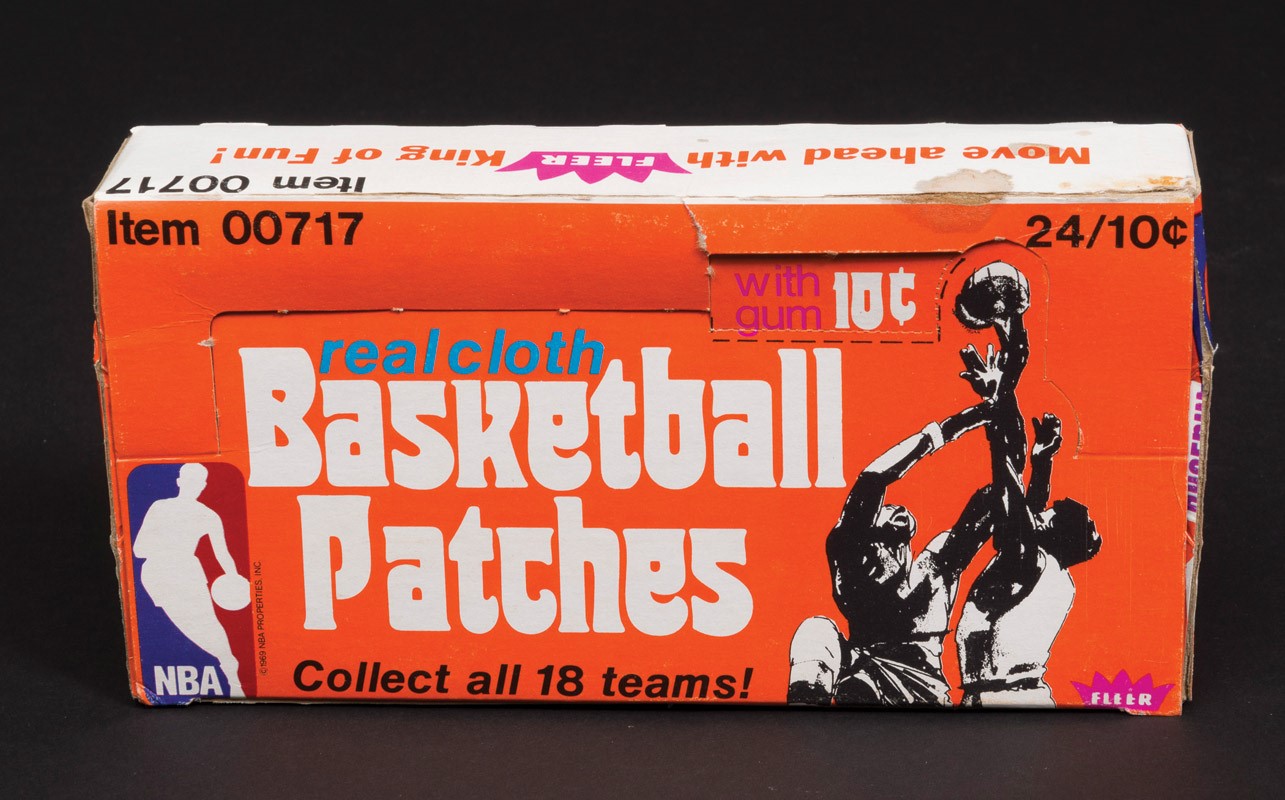 Move ahead with FLEER King of Fun!
Item 00717
Item 00717
24/10¢
with
gum 10¢
real cloth
Basketball
Patches
NBA
©1969 NBA PROPERTIES, INC
Collect all 18 teams!
FLEER